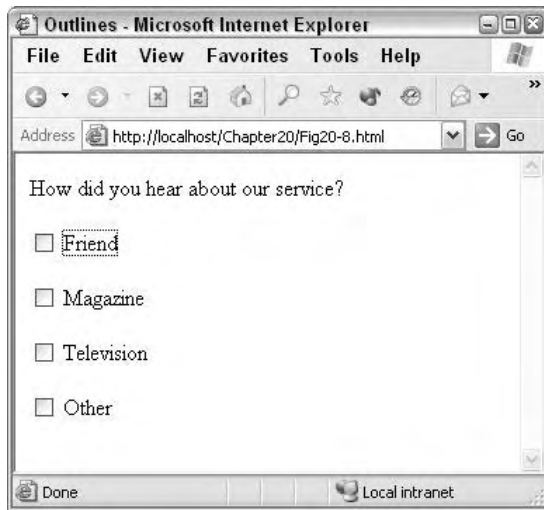 Outlines - Microsoft Internet Explorer
File Edit View Favorites Tools Help
»
Address http://localhost/Chapter20/Fig20-8.html Go
How did you hear about our service?
Friend
Magazine
Television
Other
Done Local intranet